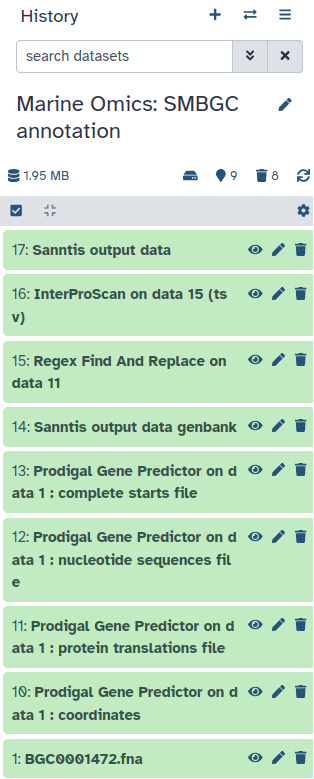 History
search datasets
Marine Omics: SMBGC
annotation
1.95 MB 9 8
17: Sanntis output data
16: InterProScan on data 15 (ts
v)
15: Regex Find And Replace on
data 11
14: Sanntis output data genbank
13: Prodigal Gene Predictor on d
ata 1 : complete starts file
12: Prodigal Gene Predictor on d
ata 1 : nucleotide sequences fil
e
11: Prodigal Gene Predictor on d
ata 1 : protein translations file
10: Prodigal Gene Predictor on d
ata 1 : coordinates
1: BGC0001472.fna